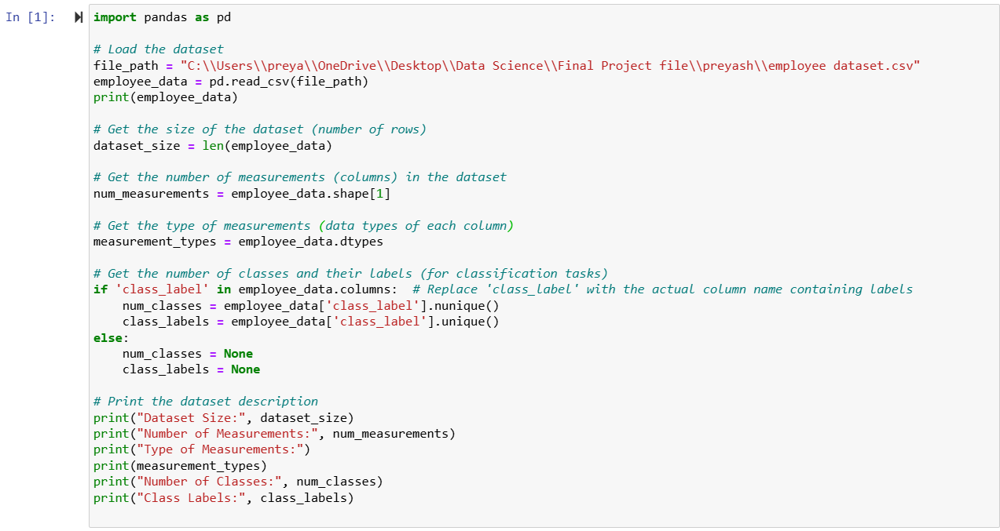 In [1]:
import pandas as pd
# Load the dataset
file_path = "C:\\Users\\preya\\OneDrive\\Desktop\\Data Science\\Final Project file\\preyash\\employee dataset.csv"
employee_data = pd.read_csv(file_path)
print(employee_data)
# Get the size of the dataset (number of rows)
dataset_size = len(employee_data)
# Get the number of measurements (columns) in the dataset
num_measurements = employee_data.shape[1]
# Get the type of measurements (data types of each column)
measurement_types = employee_data.dtypes
# Get the number of classes and their labels (for classification tasks)
if 'class_label' in employee_data.columns:  # Replace 'class_label' with the actual column name containing labels
    num_classes = employee_data['class_label'].nunique()
    class_labels = employee_data['class_label'].unique()
else:
    num_classes = None
    class_labels = None
# Print the dataset description
print("Dataset Size:", dataset_size)
print("Number of Measurements:", num_measurements)
print("Type of Measurements:")
print(measurement_types)
print("Number of Classes:", num_classes)
print("Class Labels:", class_labels)